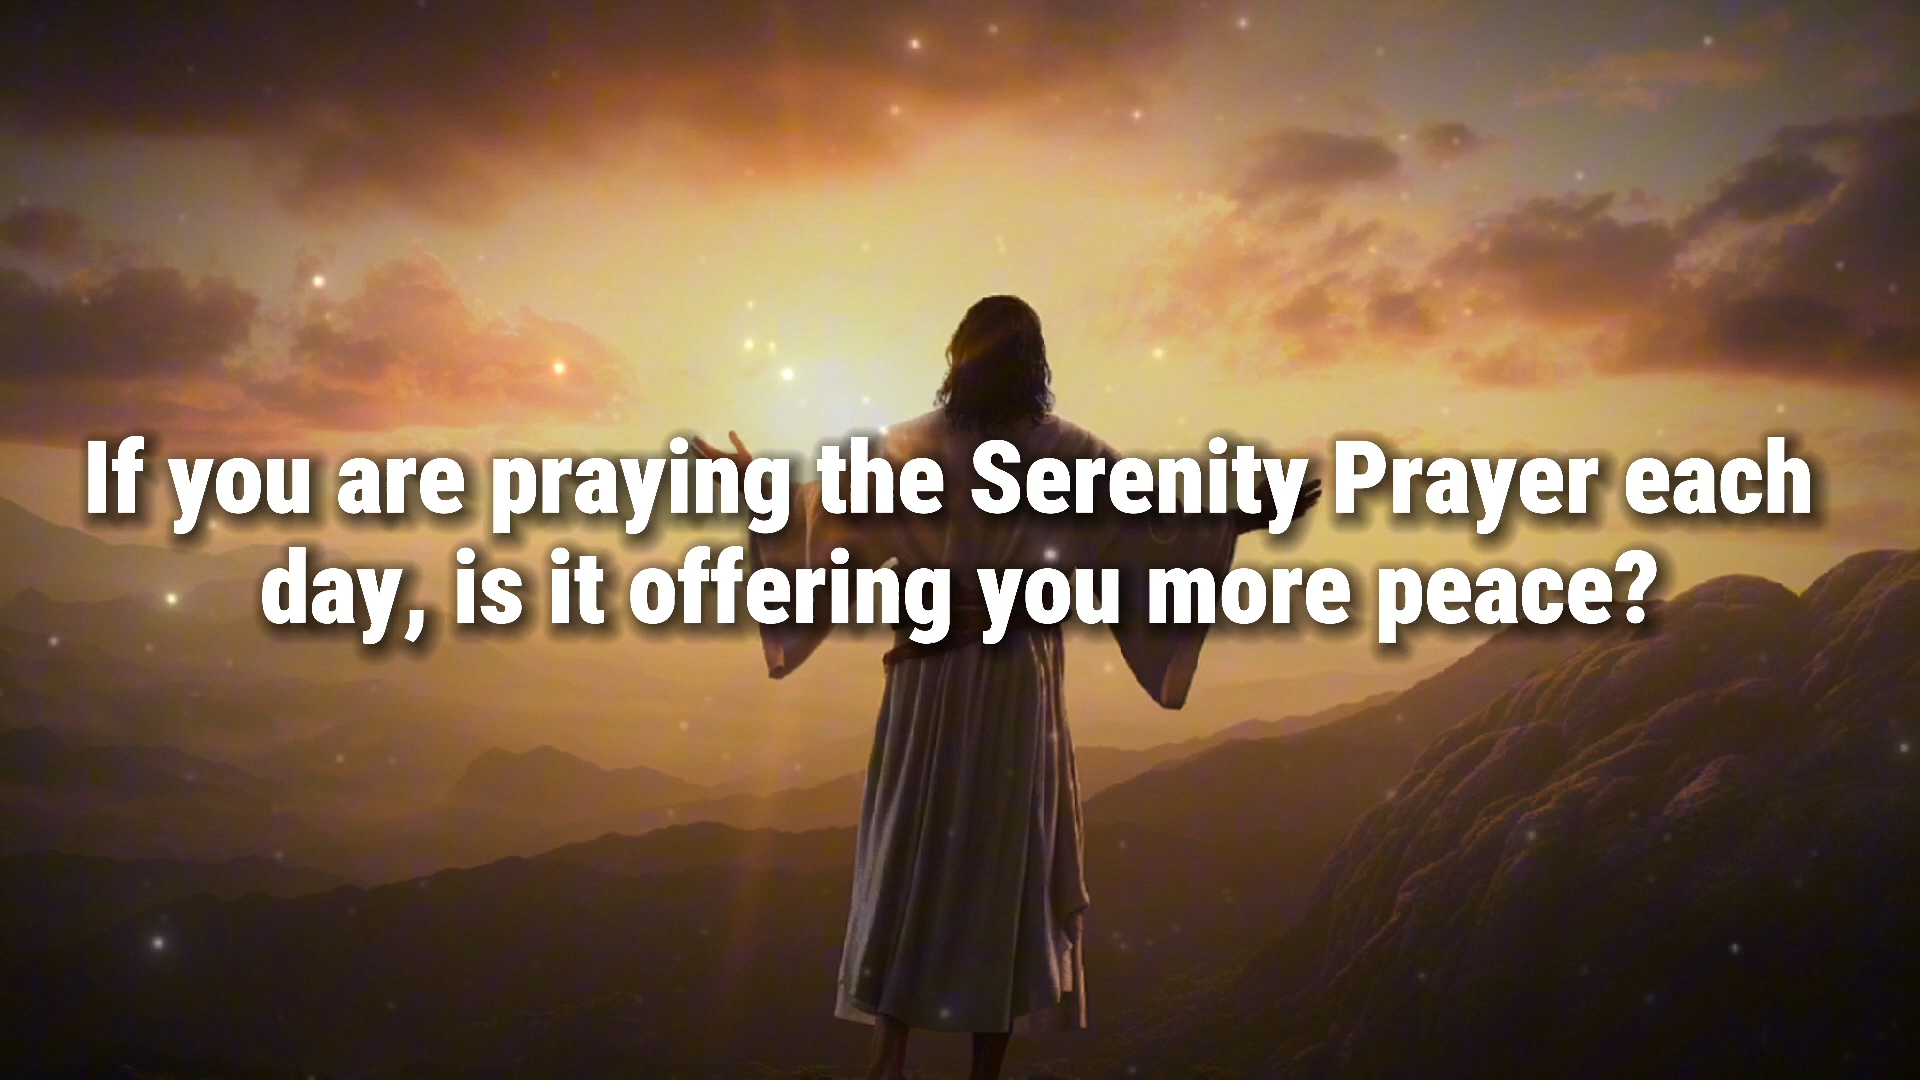 If you are praying the Serenity Prayer each
day, is it offering you more peace?